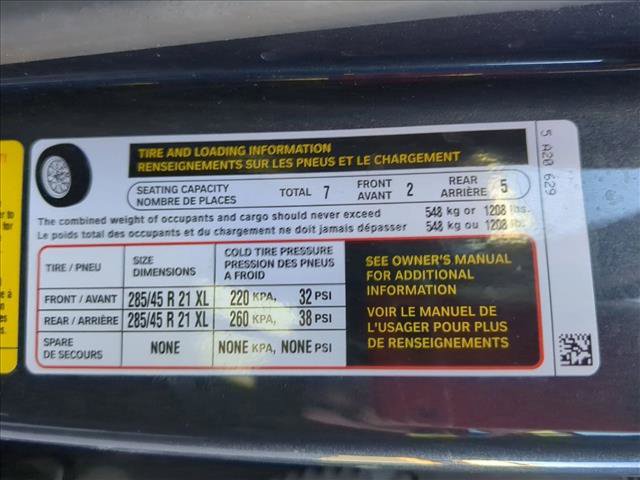 TIRE AND LOADING INFORMATION
RENSEIGNEMENTS SUR LES PNEUS ET LE CHARGEMENT
SEATING CAPACITY
NOMBRE DE PLACES
TOTAL 7
FRONT
AVANT 2
REAR
ARRIÈRE 5
The combined weight of occupants and cargo should never exceed 548 kg or 1208 lbs.
Le poids total des occupants et du chargement ne doit jamais dépasser 548 kg ou 1208 lb.
TIRE / PNEU
SIZE
DIMENSIONS
COLD TIRE PRESSURE
PRESSION DES PNEUS
A FROID
FRONT / AVANT 285/45 R 21 XL 220 KPA, 32 PSI
REAR / ARRIÈRE 285/45 R 21 XL 260 KPA, 38 PSI
SPARE
DE SECOURS
NONE NONE KPA, NONE PSI
SEE OWNER'S MANUAL
FOR ADDITIONAL
INFORMATION
VOIR LE MANUEL DE
L'USAGER POUR PLUS
DE RENSEIGNEMENTS
5 A20 629